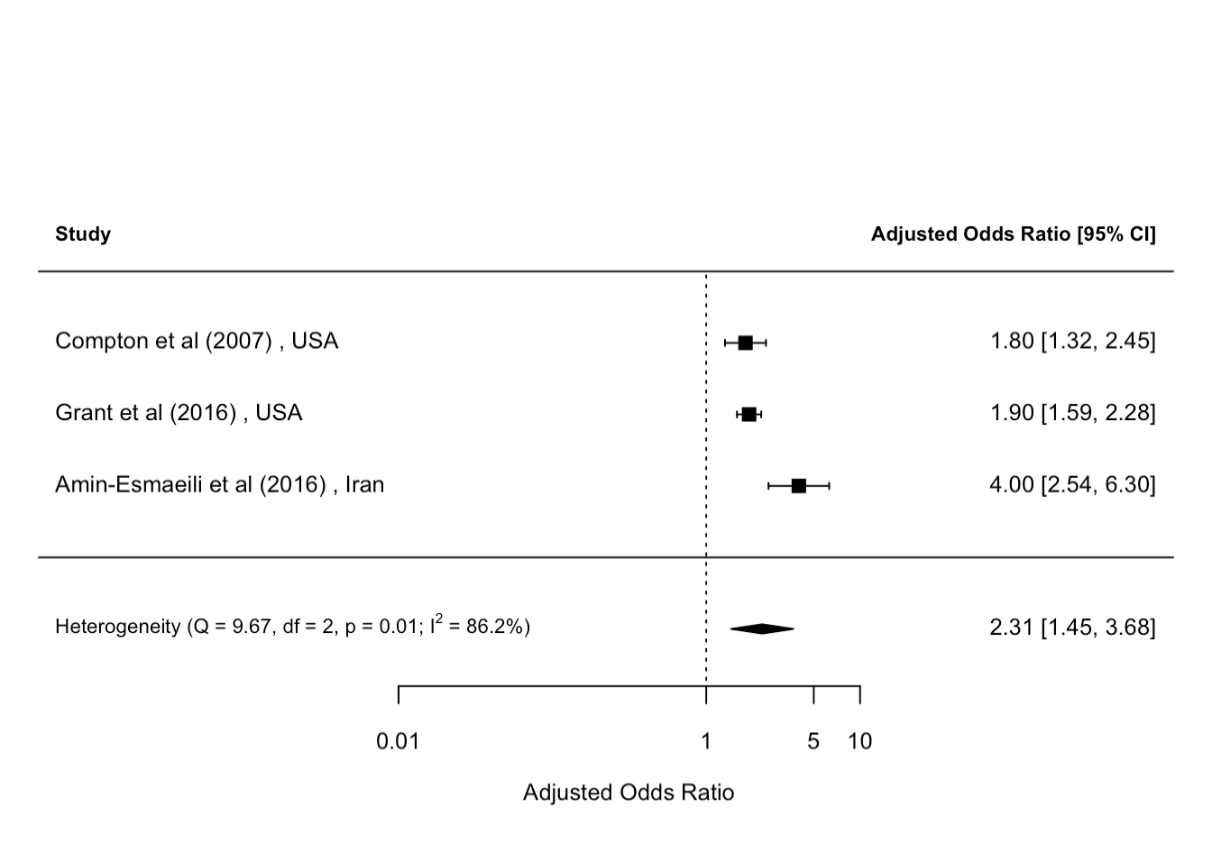 Study Adjusted Odds Ratio [95% CI]
Compton et al (2007) , USA 1.80 [1.32, 2.45]
Grant et al (2016) , USA 1.90 [1.59, 2.28]
Amin-Esmaeili et al (2016) , Iran 4.00 [2.54, 6.30]
Heterogeneity (Q = 9.67, df = 2, p = 0.01; I² = 86.2%) 2.31 [1.45, 3.68]
0.01 1 5 10
Adjusted Odds Ratio